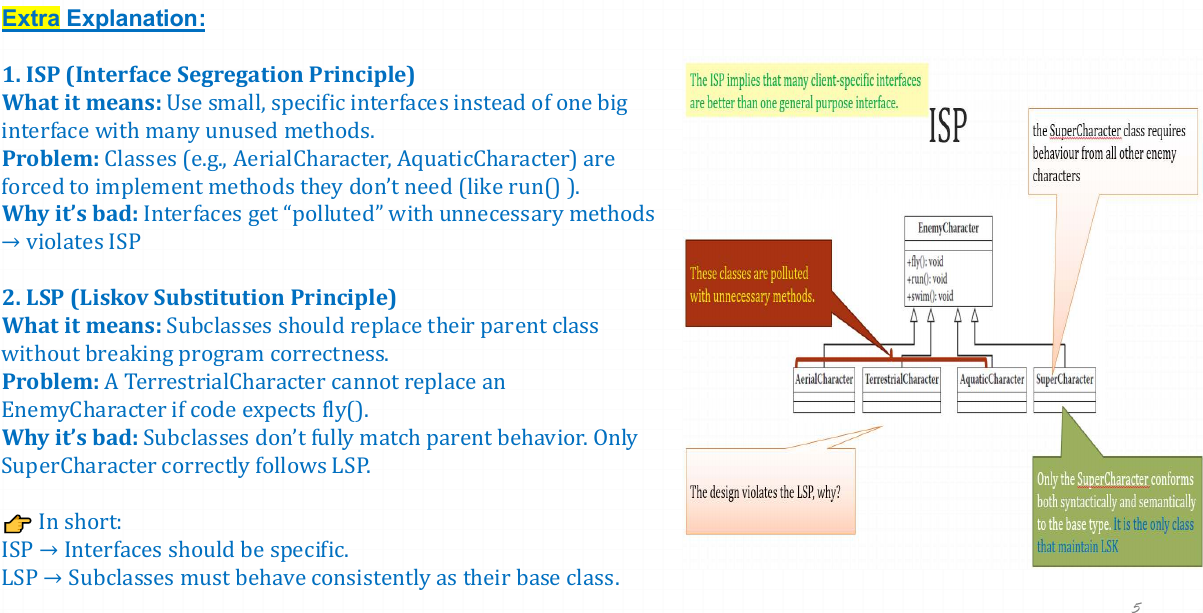 Extra Explanation:
1. ISP (Interface Segregation Principle)
What it means: Use small, specific interfaces instead of one big
interface with many unused methods.
Problem: Classes (e.g., AerialCharacter, AquaticCharacter) are
forced to implement methods they don’t need (like run() ).
Why it’s bad: Interfaces get “polluted” with unnecessary methods
→ violates ISP
2. LSP (Liskov Substitution Principle)
What it means: Subclasses should replace their parent class
without breaking program correctness.
Problem: A TerrestrialCharacter cannot replace an
EnemyCharacter if code expects fly().
Why it’s bad: Subclasses don’t fully match parent behavior. Only
SuperCharacter correctly follows LSP.
👉 In short:
ISP → Interfaces should be specific.
LSP → Subclasses must behave consistently as their base class.
The ISP implies that many client-specific interfaces
are better than one general purpose interface.
ISP
the SuperCharacter class requires
behaviour from all other enemy
characters
EnemyCharacter
+fly(): void
+run(): void
+swim(): void
These classes are polluted
with unnecessary methods.
AerialCharacter
TerrestrialCharacter
AquaticCharacter
SuperCharacter
The design violates the LSP, why?
Only the SuperCharacter conforms
both syntactically and semantically
to the base type. It is the only class
that maintain LSK
5